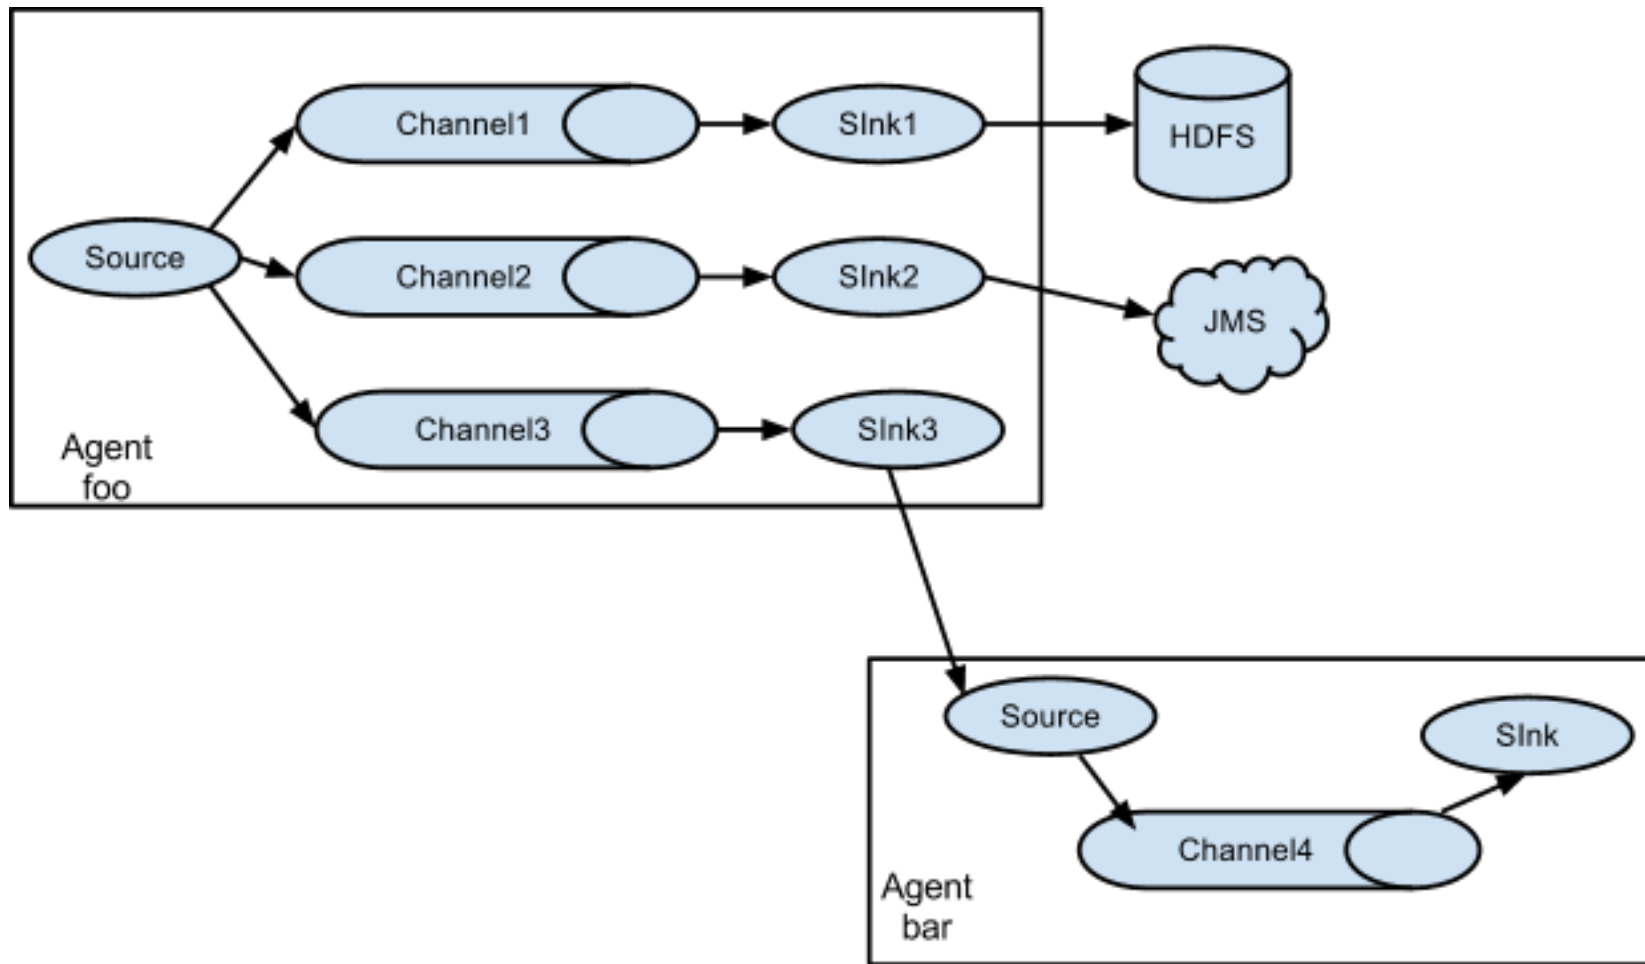 Channel1
SInk1
HDFS
Source
Channel2
SInk2
JMS
Channel3
SInk3
Agent
foo
Source
SInk
Channel4
Agent
bar